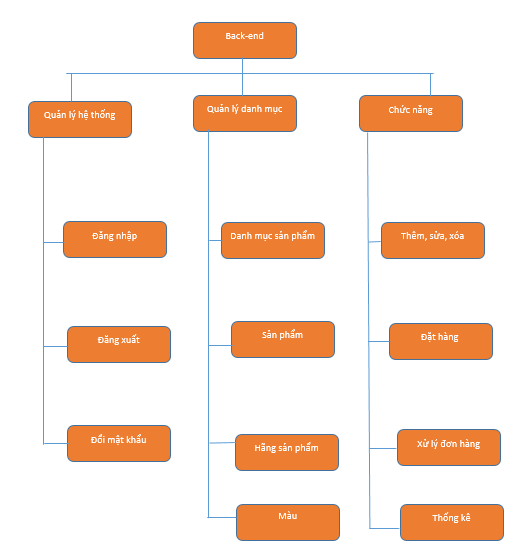 Back-end
Quản lý hệ thống
Quản lý danh mục
Chức năng
Đăng nhập
Danh mục sản phẩm
Thêm, sửa, xóa
Đăng xuất
Sản phẩm
Đặt hàng
Đổi mật khẩu
Hãng sản phẩm
Xử lý đơn hàng
Màu
Thống kê